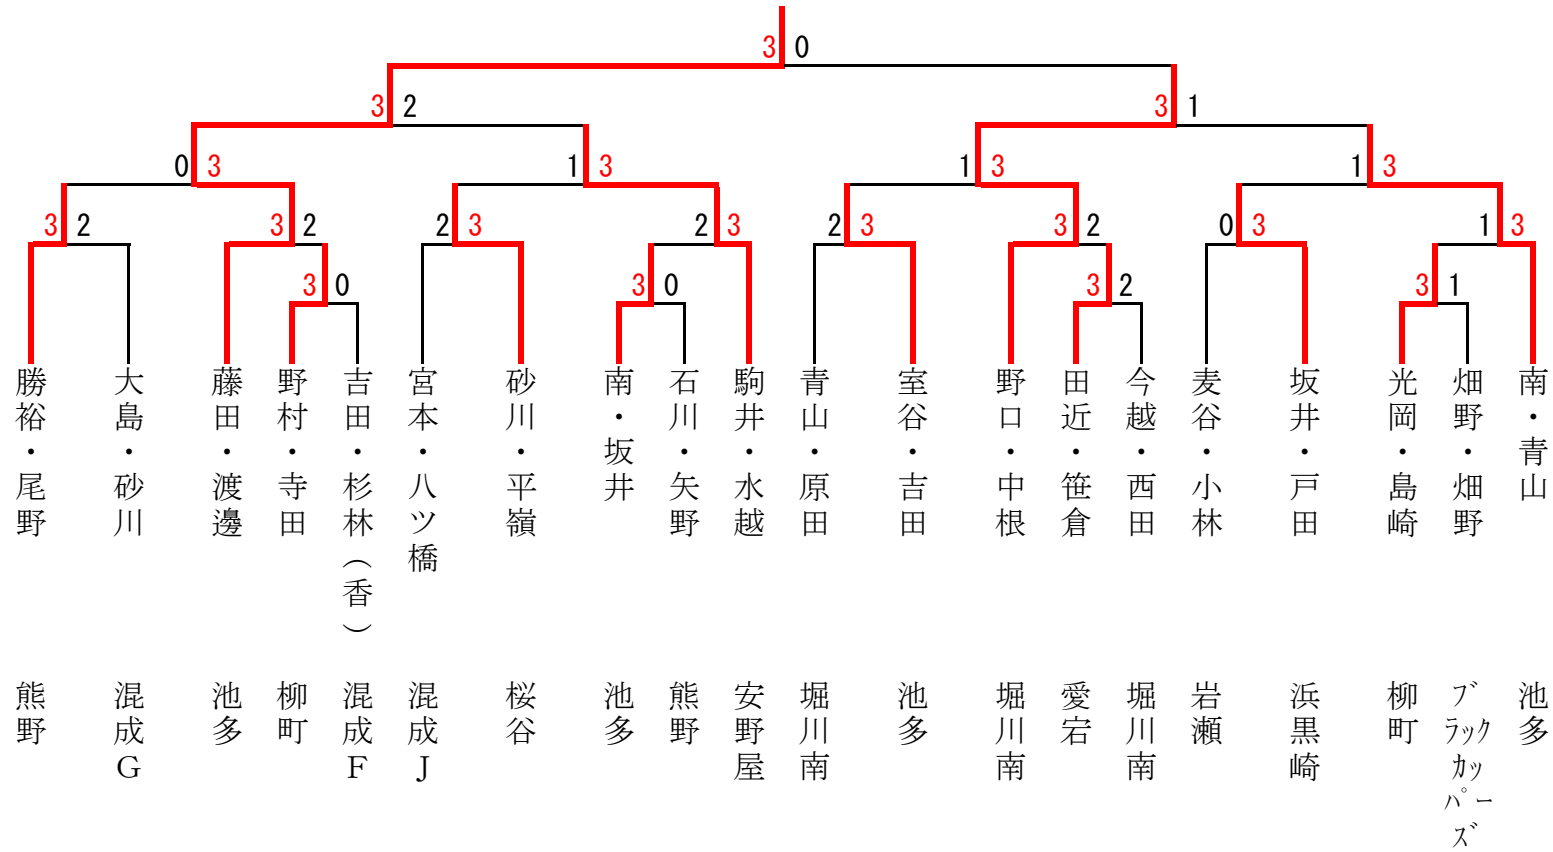 3 0
3 2
3 1
0 3
1 3
1 3
1 3
3 2
3 2
2 3
2 3
2 3
3 2
0 3
1 3
3 0
3 0
3 2
3 1
勝裕・尾野
大島・砂川
藤田・渡邊
野村・寺田
吉田・杉林（香）
宮本・八ツ橋
砂川・平嶺
南・坂井
石川・矢野
駒井・水越
青山・原田
室谷・吉田
野口・中根
田近・笹倉
今越・西田
麦谷・小林
坂井・戸田
光岡・島崎
畑野・畑野
南・青山
熊野
混成G
池多
柳町
混成F
混成J
桜谷
池多
熊野
安野屋
堀川南
池多
堀川南
愛宕
堀川南
岩瀬
浜黒崎
柳町
ﾌﾞﾗｯｸｶｯﾊﾟｰｽﾞ
池多